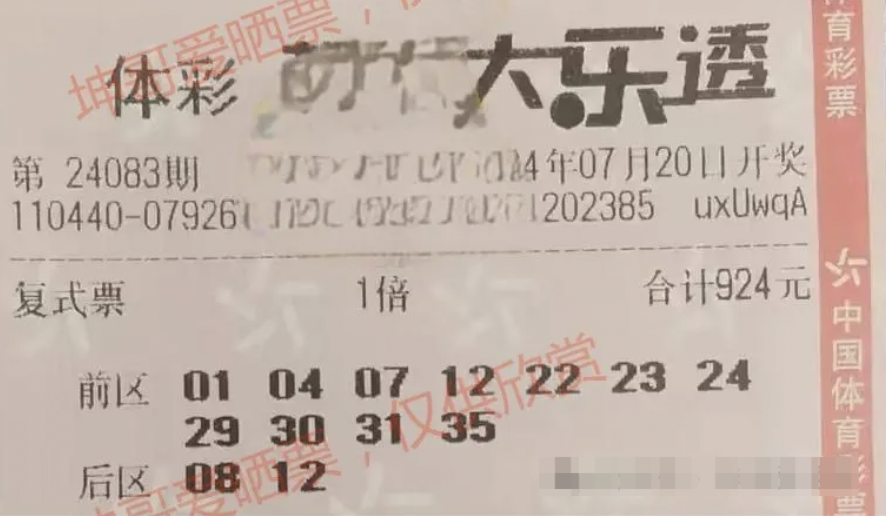 坤哥爱晒票，仅供欣赏
体彩 大乐透
第 24083期 24年07月20日开奖
110440-07926 202385 uxUwqA
复式票 1倍 合计924元
前区 01 04 07 12 22 23 24
29 30 31 35
后区 08 12
坤哥爱晒票，仅供欣赏
体育彩票
中国体育彩